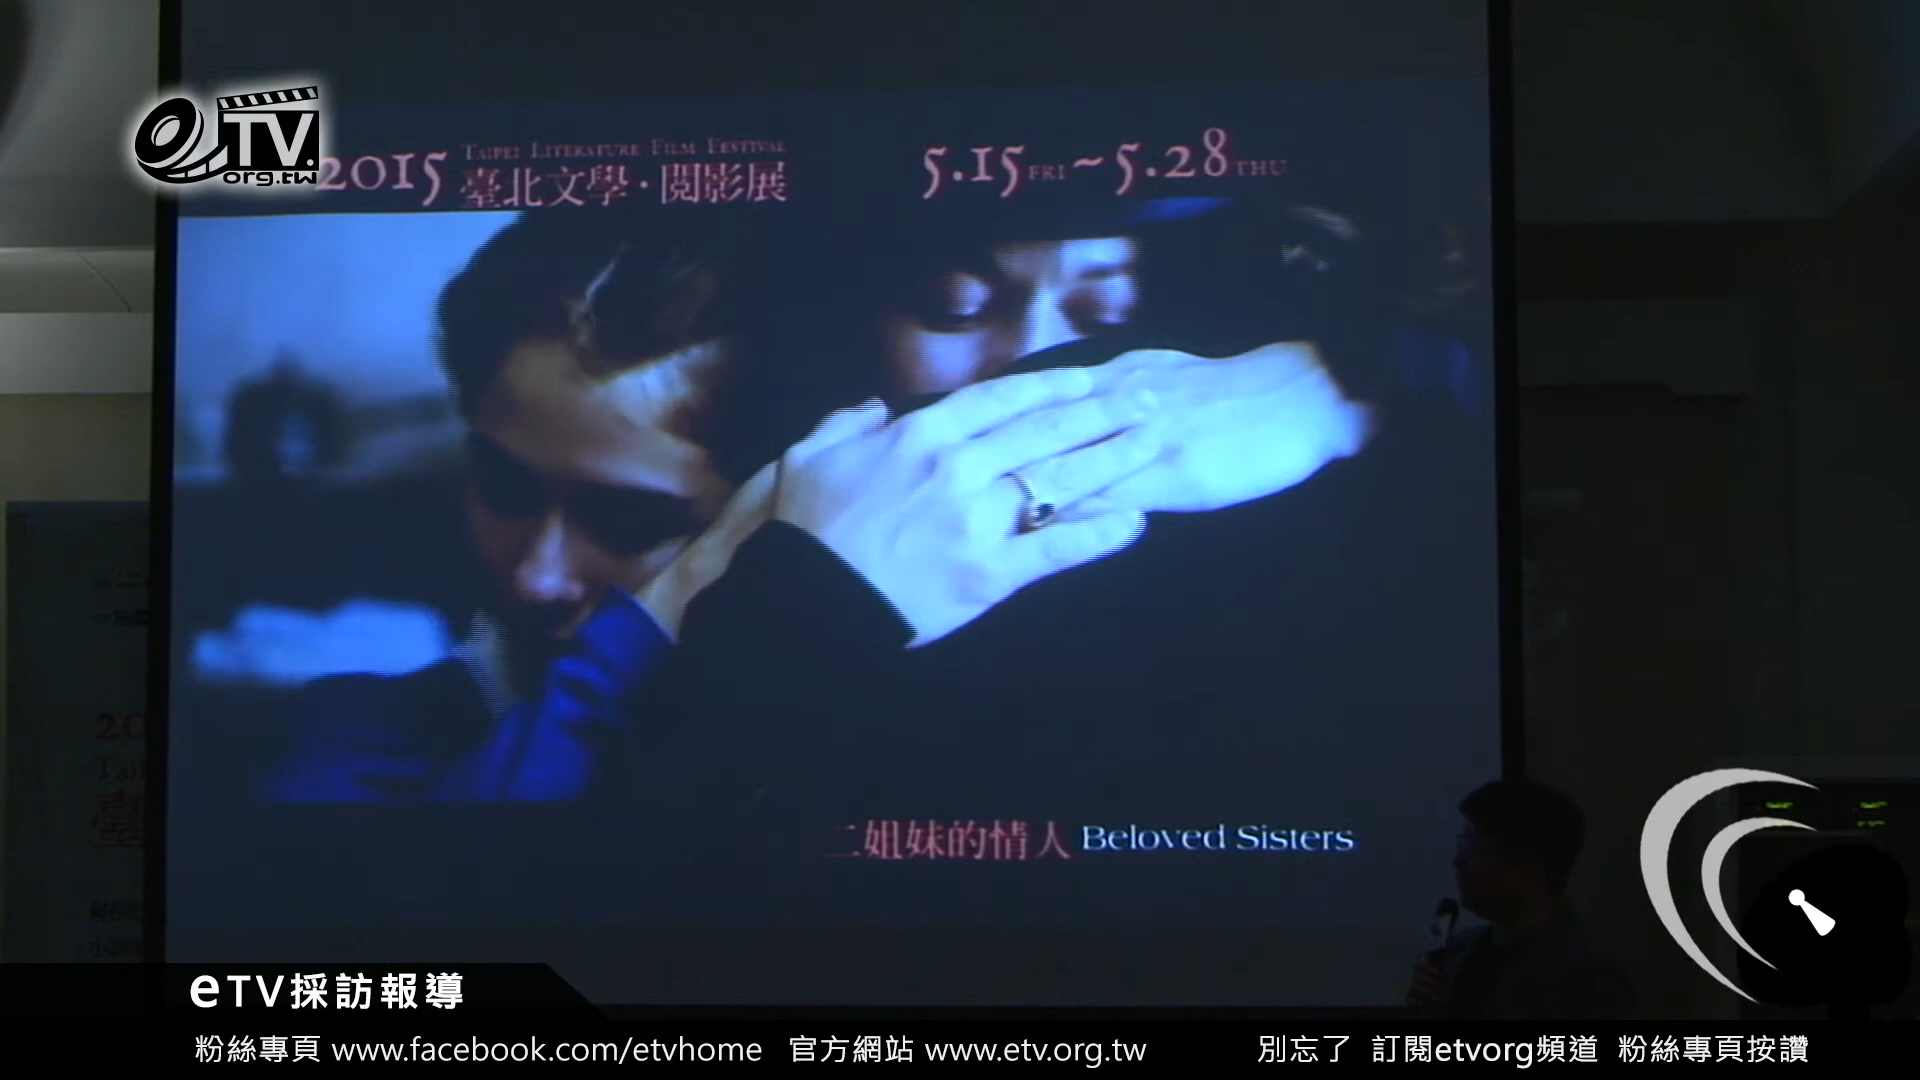 eTV
org.tw
2015 TAIPEI LITERATURE FILM FESTIVAL
臺北文學·閱影展
5.15 FRI ~ 5.28 THU
二姐妹的情人 Beloved Sisters
eTV採訪報導
粉絲專頁 www.facebook.com/etvhome 官方網站 www.etv.org.tw 別忘了 訂閱etvorg頻道 粉絲專頁按讚